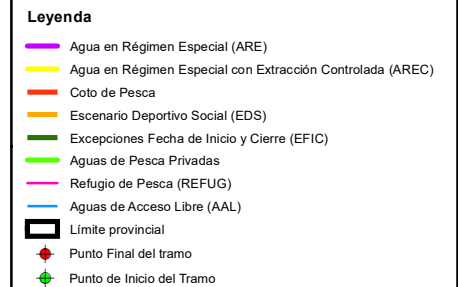 Leyenda
Agua en Régimen Especial (ARE)
Agua en Régimen Especial con Extracción Controlada (AREC)
Coto de Pesca
Escenario Deportivo Social (EDS)
Excepciones Fecha de Inicio y Cierre (EFIC)
Aguas de Pesca Privadas
Refugio de Pesca (REFUG)
Aguas de Acceso Libre (AAL)
Límite provincial
Punto Final del tramo
Punto de Inicio del Tramo